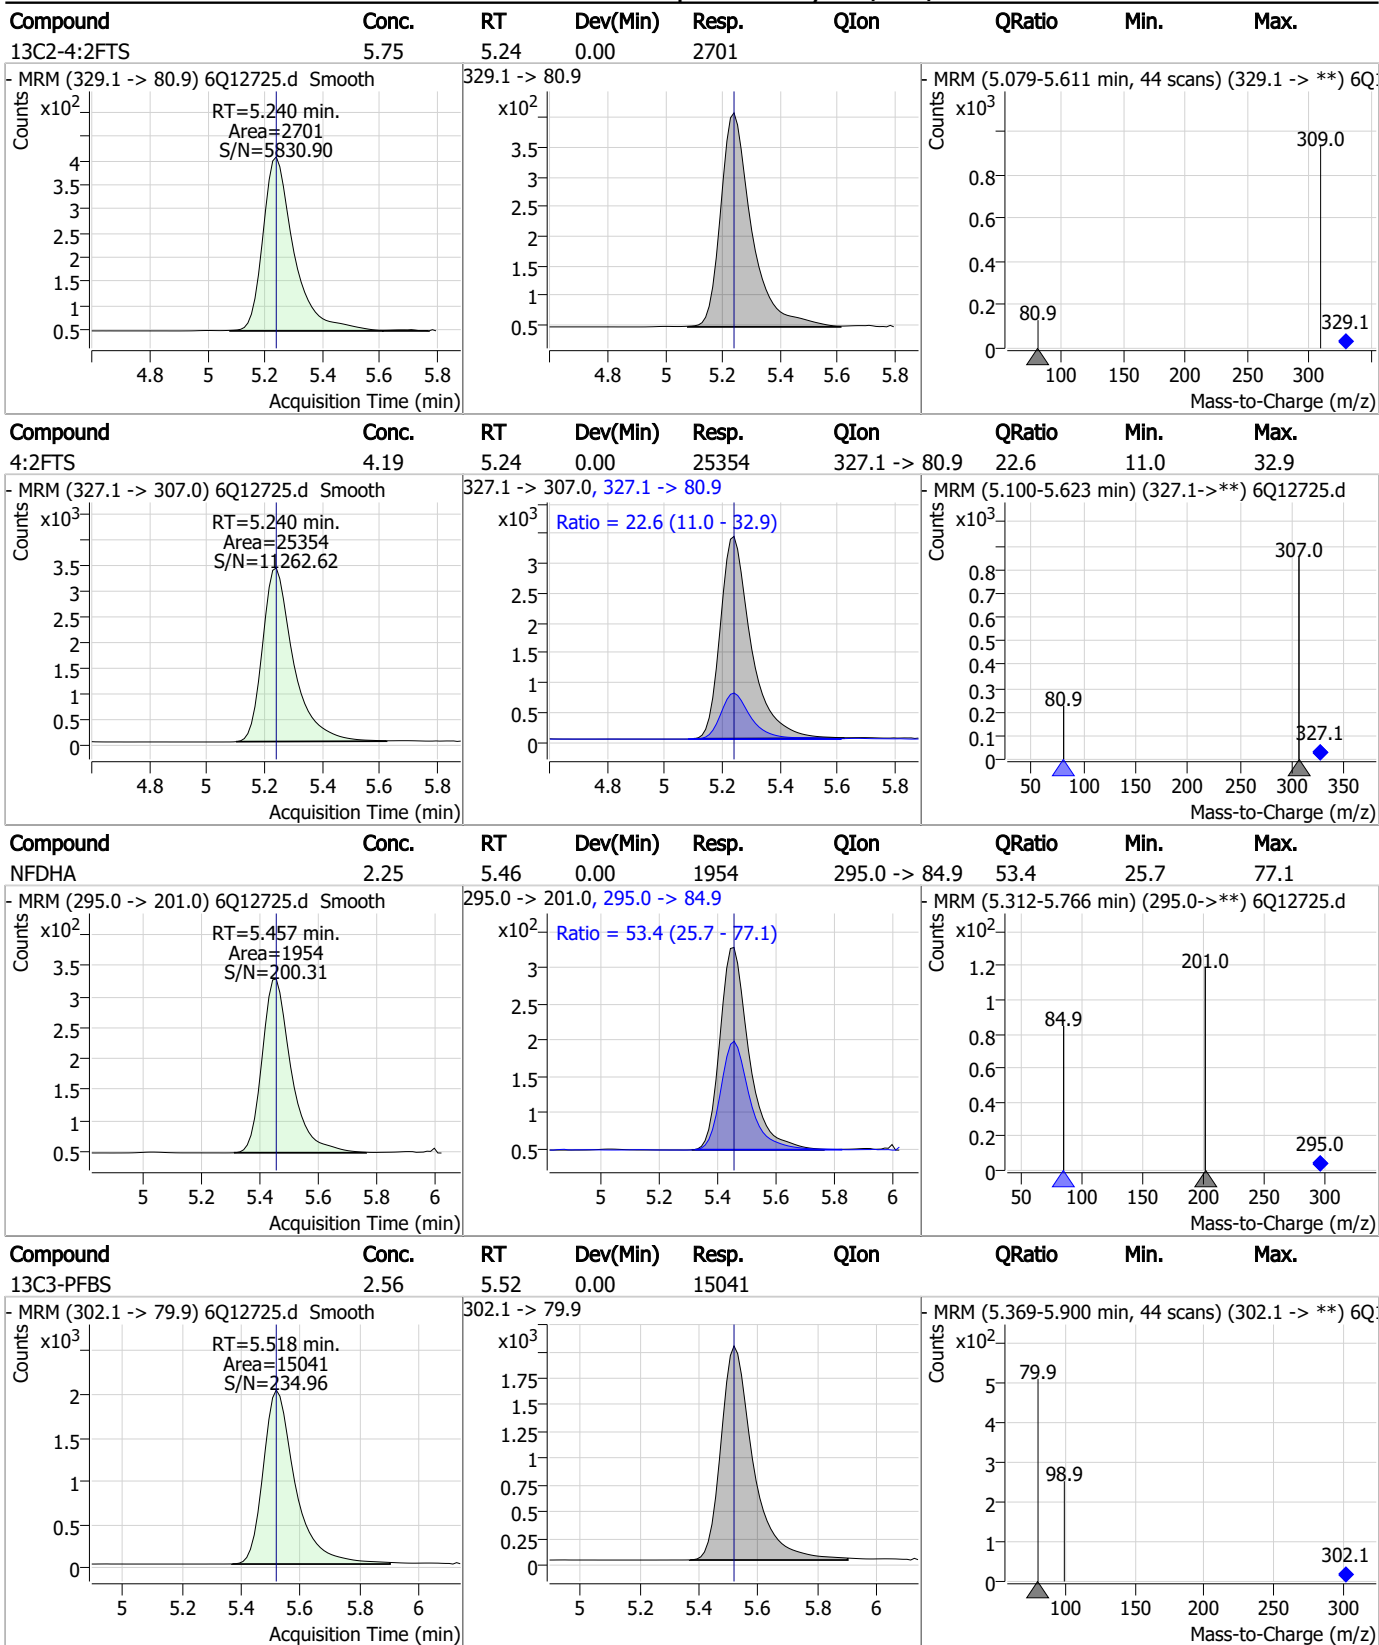 Compound Conc. RT Dev(Min) Resp. QIon QRatio Min. Max.
13C2-4:2FTS 5.75 5.24 0.00 2701
- MRM (329.1 -> 80.9) 6Q12725.d Smooth
329.1 -> 80.9
- MRM (5.079-5.611 min, 44 scans) (329.1 -> **) 6Q1
Counts x10² RT=5.240 min. Area=2701 S/N=5830.90
4 3.5 3 2.5 2 1.5 1 0.5
4.8 5 5.2 5.4 5.6 5.8
Acquisition Time (min)
x10² 3.5 3 2.5 2 1.5 1 0.5
4.8 5 5.2 5.4 5.6 5.8
Counts x10³ 0.8 0.6 0.4 0.2 0
309.0 80.9 329.1
100 150 200 250 300
Mass-to-Charge (m/z)
Compound Conc. RT Dev(Min) Resp. QIon QRatio Min. Max.
4:2FTS 4.19 5.24 0.00 25354 327.1 -> 80.9 22.6 11.0 32.9
- MRM (327.1 -> 307.0) 6Q12725.d Smooth
327.1 -> 307.0, 327.1 -> 80.9
- MRM (5.100-5.623 min) (327.1->**) 6Q12725.d
Counts x10³ RT=5.240 min. Area=25354 S/N=11262.62
3.5 3 2.5 2 1.5 1 0.5 0
4.8 5 5.2 5.4 5.6 5.8
Acquisition Time (min)
x10³ Ratio = 22.6 (11.0 - 32.9)
3 2.5 2 1.5 1 0.5 0
4.8 5 5.2 5.4 5.6 5.8
Counts x10³ 0.8 0.7 0.6 0.5 0.4 0.3 0.2 0.1 0
307.0 80.9 327.1
50 100 150 200 250 300 350
Mass-to-Charge (m/z)
Compound Conc. RT Dev(Min) Resp. QIon QRatio Min. Max.
NFDHA 2.25 5.46 0.00 1954 295.0 -> 84.9 53.4 25.7 77.1
- MRM (295.0 -> 201.0) 6Q12725.d Smooth
295.0 -> 201.0, 295.0 -> 84.9
- MRM (5.312-5.766 min) (295.0->**) 6Q12725.d
Counts x10² RT=5.457 min. Area=1954 S/N=200.31
3.5 3 2.5 2 1.5 1 0.5
5 5.2 5.4 5.6 5.8 6
Acquisition Time (min)
x10² Ratio = 53.4 (25.7 - 77.1)
3 2.5 2 1.5 1 0.5
5 5.2 5.4 5.6 5.8 6
Counts x10² 1.2 1 0.8 0.6 0.4 0.2 0
201.0 84.9 295.0
50 100 150 200 250 300
Mass-to-Charge (m/z)
Compound Conc. RT Dev(Min) Resp. QIon QRatio Min. Max.
13C3-PFBS 2.56 5.52 0.00 15041
- MRM (302.1 -> 79.9) 6Q12725.d Smooth
302.1 -> 79.9
- MRM (5.369-5.900 min, 44 scans) (302.1 -> **) 6Q1
Counts x10³ RT=5.518 min. Area=15041 S/N=234.96
2 1.5 1 0.5 0
5 5.2 5.4 5.6 5.8 6
Acquisition Time (min)
x10³ 1.75 1.5 1.25 1 0.75 0.5 0.25 0
5 5.2 5.4 5.6 5.8 6
Counts x10² 5 4 3 2 1 0
79.9 98.9 302.1
100 150 200 250 300
Mass-to-Charge (m/z)